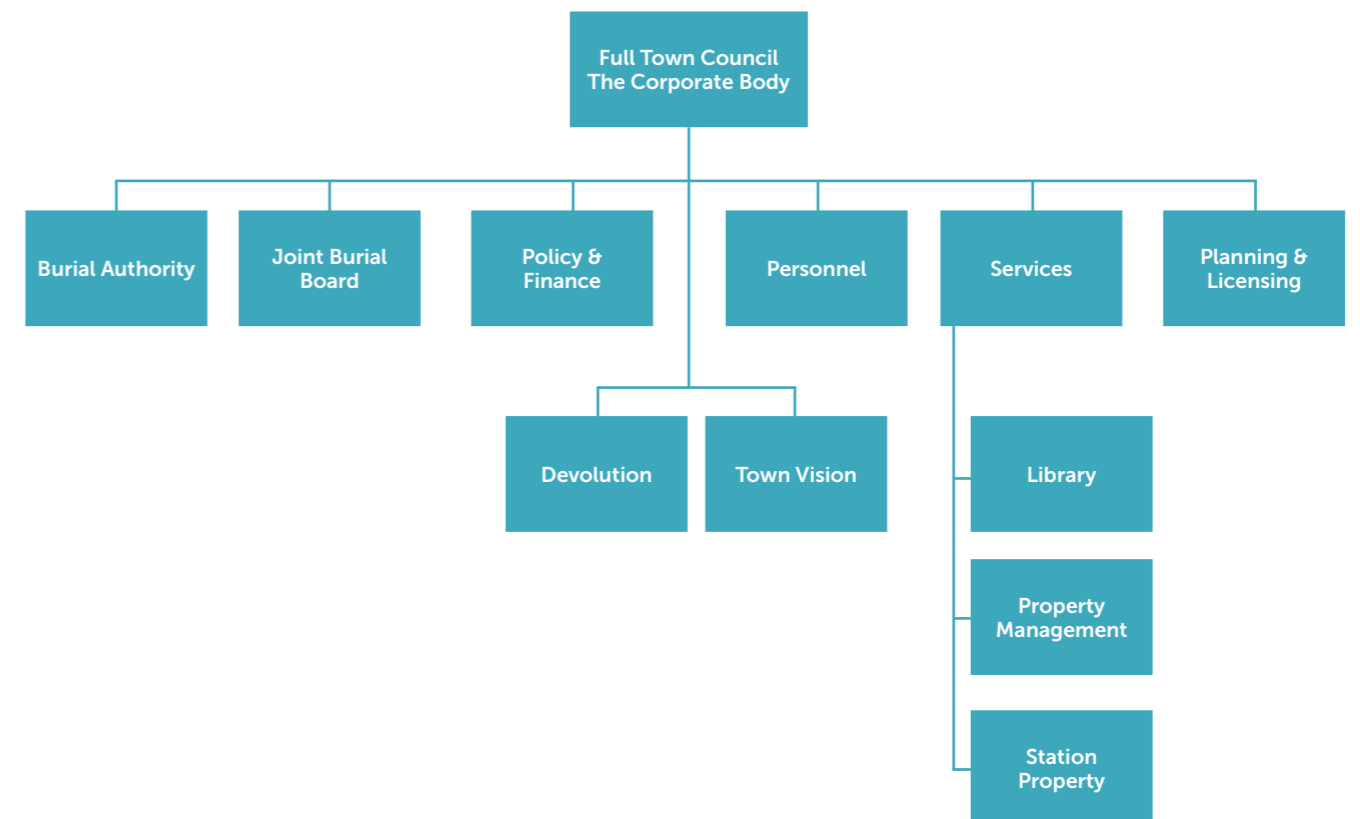 Full Town Council
The Corporate Body
Burial Authority
Joint Burial
Board
Policy &
Finance
Personnel
Services
Planning &
Licensing
Devolution
Town Vision
Library
Property
Management
Station
Property